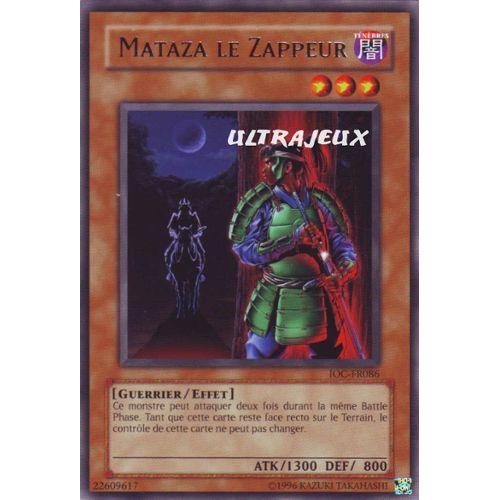 MATAZA LE ZAPPEUR
TÉNÈBRES
闇
ULTRAJEUX
IOC-FR086
[GUERRIER/EFFET]
Ce monstre peut attaquer deux fois durant la même Battle
Phase. Tant que cette carte reste face recto sur le Terrain, le
contrôle de cette carte ne peut pas changer.
ATK/1300 DEF/ 800
22609617
©1996 KAZUKI TAKAHASHI